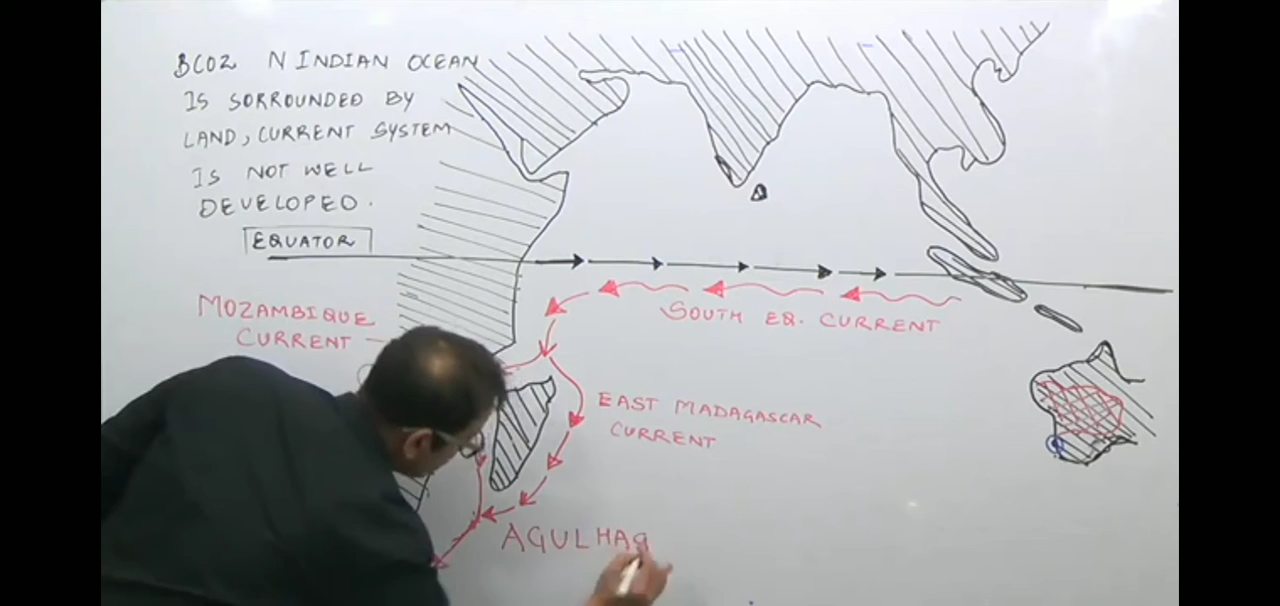 BCOZ N INDIAN OCEAN
IS SORROUNDED BY
LAND, CURRENT SYSTEM
IS NOT WELL
DEVELOPED.
EQUATOR
MOZAMBIQUE
CURRENT
SOUTH EQ. CURRENT
EAST MADAGASCAR
CURRENT
AGULHAS